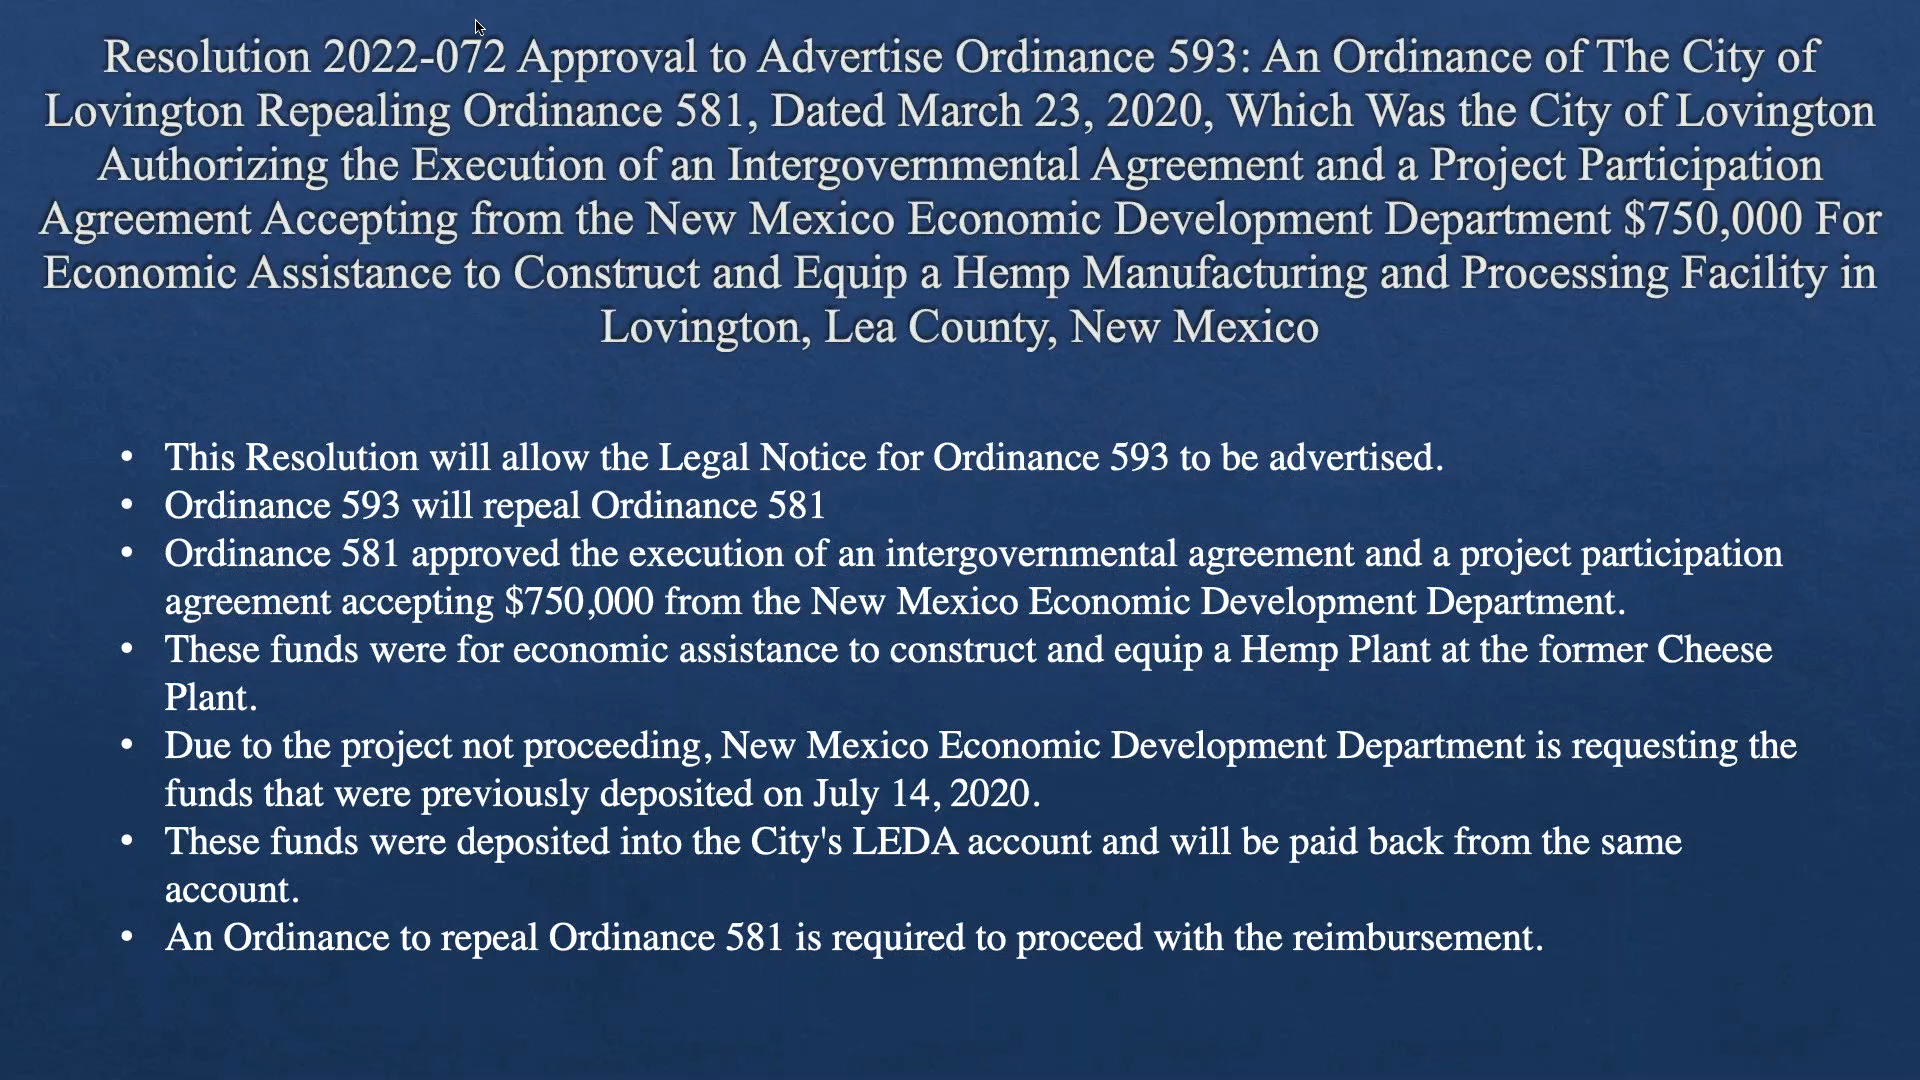 Resolution 2022-072 Approval to Advertise Ordinance 593: An Ordinance of The City of
Lovington Repealing Ordinance 581, Dated March 23, 2020, Which Was the City of Lovington
Authorizing the Execution of an Intergovernmental Agreement and a Project Participation
Agreement Accepting from the New Mexico Economic Development Department $750,000 For
Economic Assistance to Construct and Equip a Hemp Manufacturing and Processing Facility in
Lovington, Lea County, New Mexico
• This Resolution will allow the Legal Notice for Ordinance 593 to be advertised.
• Ordinance 593 will repeal Ordinance 581
• Ordinance 581 approved the execution of an intergovernmental agreement and a project participation
agreement accepting $750,000 from the New Mexico Economic Development Department.
• These funds were for economic assistance to construct and equip a Hemp Plant at the former Cheese
Plant.
• Due to the project not proceeding, New Mexico Economic Development Department is requesting the
funds that were previously deposited on July 14, 2020.
• These funds were deposited into the City's LEDA account and will be paid back from the same
account.
• An Ordinance to repeal Ordinance 581 is required to proceed with the reimbursement.